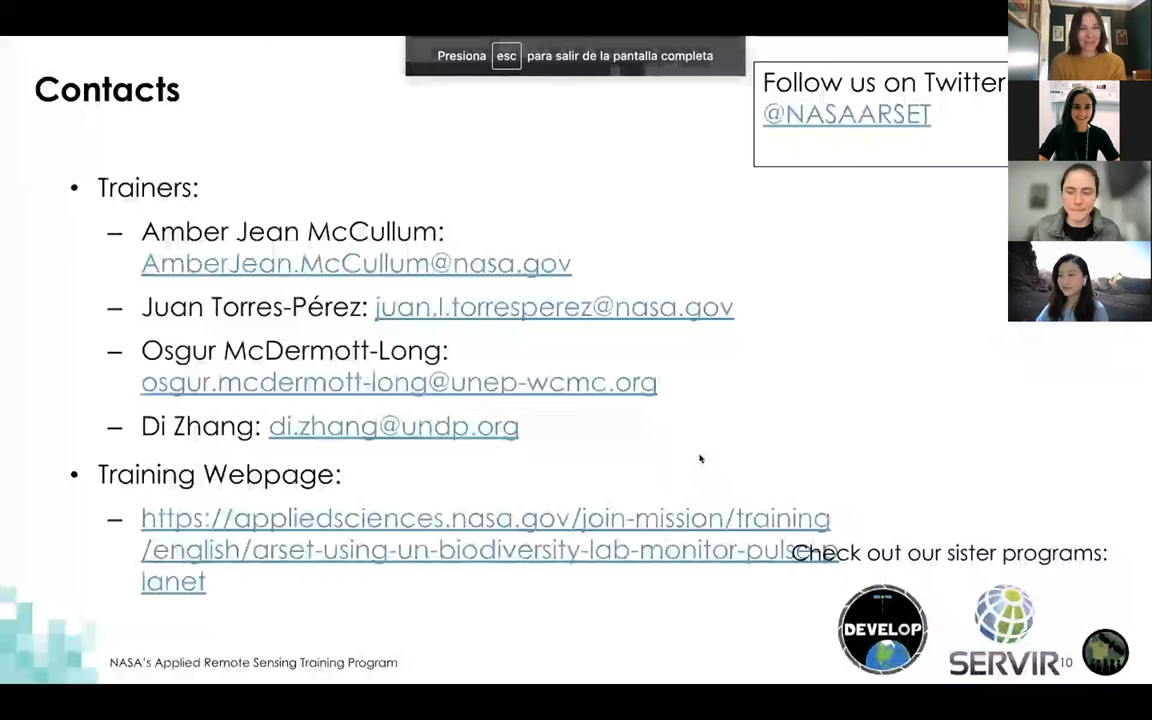 Presiona esc para salir de la pantalla completa
Contacts
Follow us on Twitter
@NASAARSET
• Trainers:
– Amber Jean McCullum:
AmberJean.McCullum@nasa.gov
– Juan Torres-Pérez: juan.l.torresperez@nasa.gov
– Osgur McDermott-Long:
osgur.mcdermott-long@unep-wcmc.org
– Di Zhang: di.zhang@undp.org
• Training Webpage:
– https://appliedsciences.nasa.gov/join-mission/training
/english/arset-using-un-biodiversity-lab-monitor-pulse-p
lanet
Check out our sister programs:
DEVELOP
SERVIR
NASA's Applied Remote Sensing Training Program
10